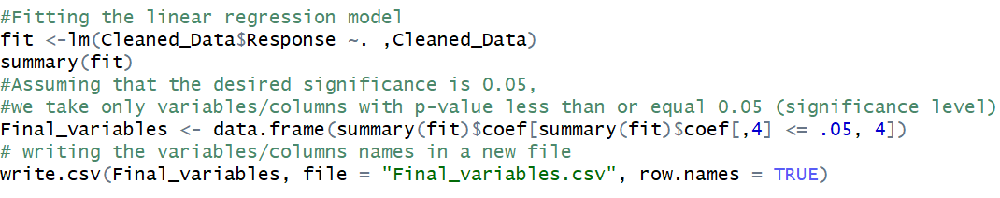 #Fitting the linear regression model
fit <-lm(Cleaned_Data$Response ~. ,Cleaned_Data)
summary(fit)
#Assuming that the desired significance is 0.05,
#we take only variables/columns with p-value less than or equal 0.05 (significance level)
Final_variables <- data.frame(summary(fit)$coef[summary(fit)$coef[,4] <= .05, 4])
# writing the variables/columns names in a new file
write.csv(Final_variables, file = "Final_variables.csv", row.names = TRUE)